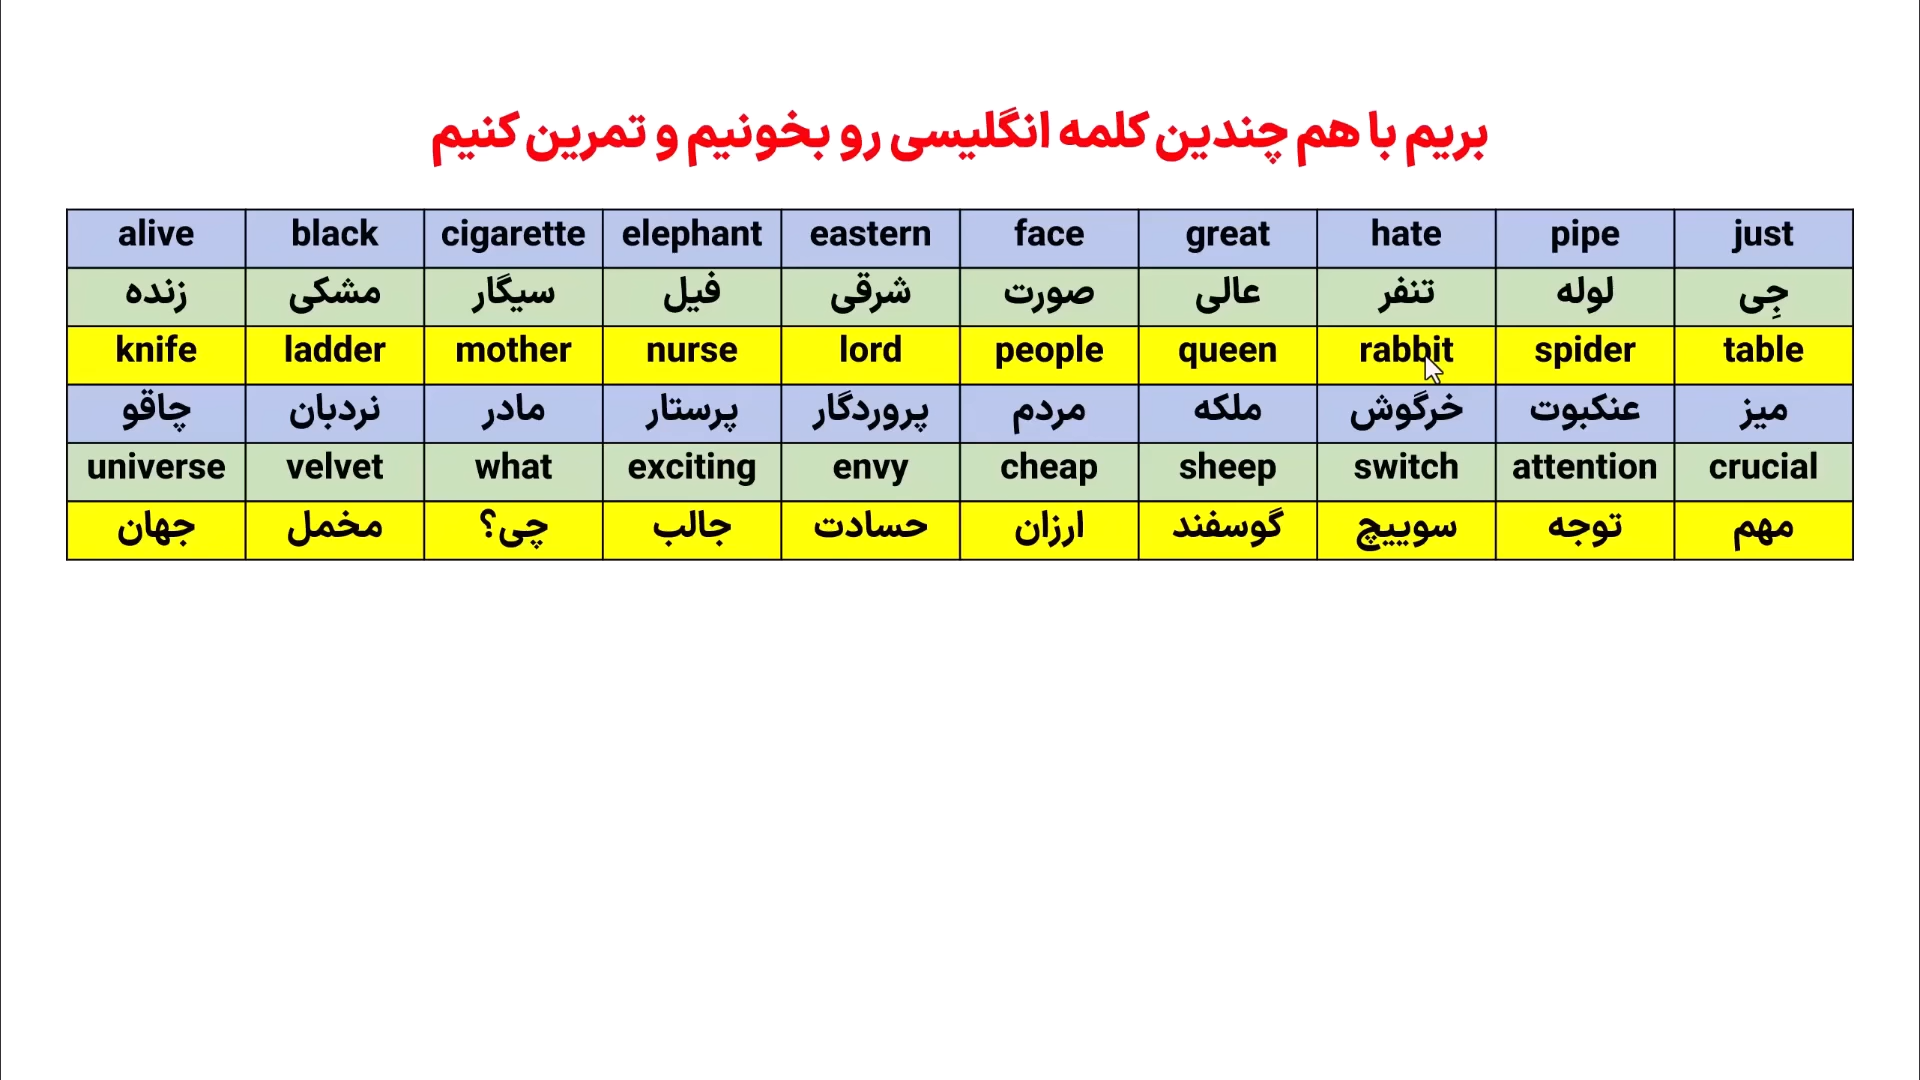 بریم با هم چندین کلمه انگلیسی رو بخونیم و تمرین کنیم
alive black cigarette elephant eastern face great hate pipe just
زنده مشکی سیگار فیل شرقی صورت عالی تنفر لوله جِی
knife ladder mother nurse lord people queen rabbit spider table
چاقو نردبان مادر پرستار پروردگار مردم ملکه خرگوش عنکبوت میز
universe velvet what exciting envy cheap sheep switch attention crucial
جهان مخمل چی؟ جالب حسادت ارزان گوسفند سوییچ توجه مهم